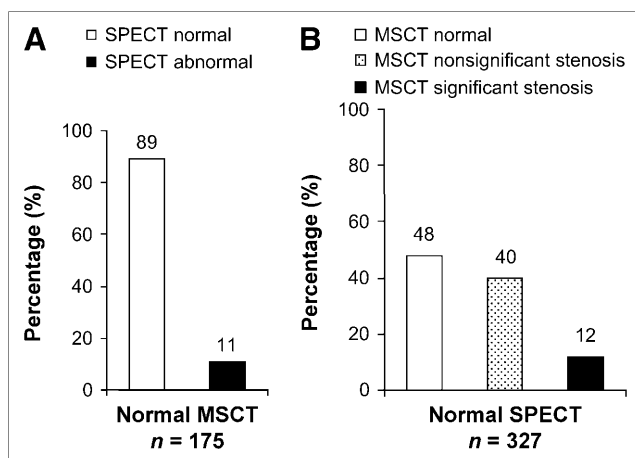 A
SPECT normal
SPECT abnormal
Percentage (%)
100
80
60
40
20
0
89
11
Normal MSCT
n = 175
B
MSCT normal
MSCT nonsignificant stenosis
MSCT significant stenosis
Percentage (%)
100
80
60
40
20
0
48
40
12
Normal SPECT
n = 327